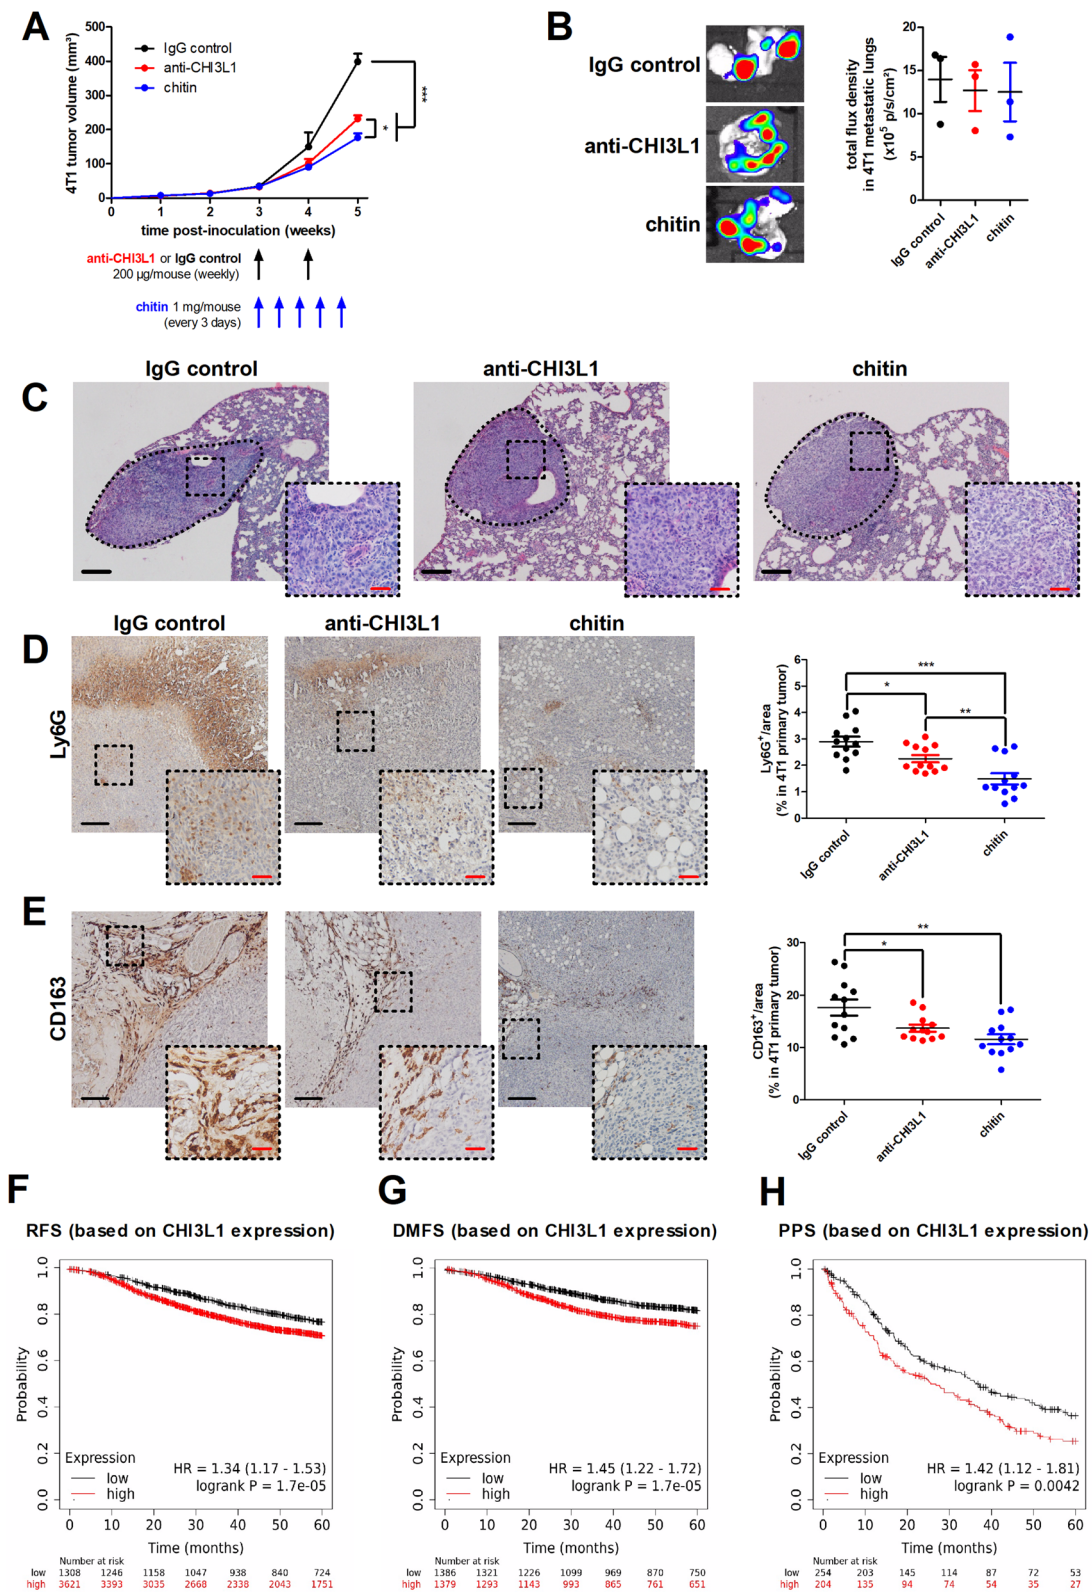 A
4T1 tumor volume (mm³)
500
400
300
200
100
0
IgG control
anti-CHI3L1
chitin
***
*
0 1 2 3 4 5
time post-inoculation (weeks)
anti-CHI3L1 or IgG control
200 µg/mouse (weekly)
chitin 1 mg/mouse
(every 3 days)
B
IgG control
anti-CHI3L1
chitin
total flux density
in 4T1 metastatic lungs
(x10⁵ p/s/cm²)
20
15
10
5
0
IgG control
anti-CHI3L1
chitin
C
IgG control
anti-CHI3L1
chitin
D
IgG control
anti-CHI3L1
chitin
Ly6G
Ly6G⁺/area
(% in 4T1 primary tumor)
6
5
4
3
2
1
0
***
*
**
IgG control
anti-CHI3L1
chitin
E
CD163
CD163⁺/area
(% in 4T1 primary tumor)
30
20
10
0
**
*
IgG control
anti-CHI3L1
chitin
F
RFS (based on CHI3L1 expression)
Probability
1.0
0.8
0.6
0.4
0.2
0.0
Expression
low
high
HR = 1.34 (1.17 - 1.53)
logrank P = 1.7e-05
0 10 20 30 40 50 60
Time (months)
Number at risk
low 1308 1246 1158 1047 938 840 724
high 3621 3393 3035 2668 2338 2043 1751
G
DMFS (based on CHI3L1 expression)
Probability
1.0
0.8
0.6
0.4
0.2
0.0
Expression
low
high
HR = 1.45 (1.22 - 1.72)
logrank P = 1.7e-05
0 10 20 30 40 50 60
Time (months)
Number at risk
low 1386 1321 1226 1099 969 870 750
high 1379 1293 1143 993 865 761 651
H
PPS (based on CHI3L1 expression)
Probability
1.0
0.8
0.6
0.4
0.2
0.0
Expression
low
high
HR = 1.42 (1.12 - 1.81)
logrank P = 0.0042
0 10 20 30 40 50 60
Time (months)
Number at risk
low 254 203 145 114 87 72 53
high 204 135 94 74 54 35 27